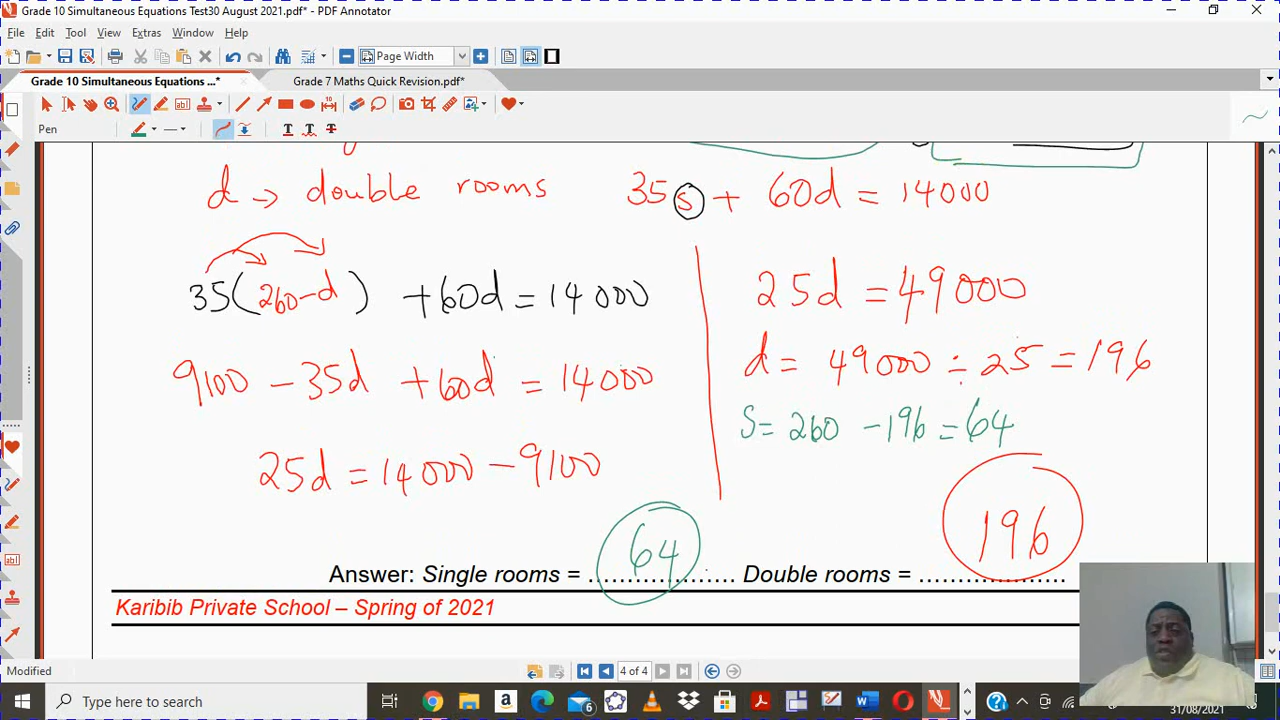 Grade 10 Simultaneous Equations Test30 August 2021.pdf* - PDF Annotator
File Edit Tool View Extras Window Help
Page Width
Grade 10 Simultaneous Equations ...* Grade 7 Maths Quick Revision.pdf*
Pen
d → double rooms 35s + 60d = 14000
35(260-d) +60d = 14000
9100 - 35d +60d = 14000
25d = 14000 - 9100
25d = 49000
d = 49000 ÷ 25 = 196
S = 260 - 196 = 64
64
196
Answer: Single rooms = .................... Double rooms = ....................
Karibib Private School – Spring of 2021
Modified
4 of 4
Type here to search
31/08/2021